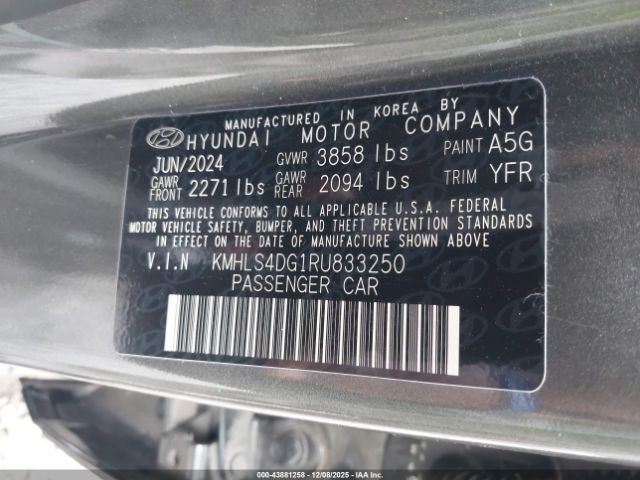 MANUFACTURED IN KOREA BY
HYUNDAI MOTOR COMPANY
JUN/2024 GVWR 3858 lbs PAINT A5G
GAWR FRONT 2271 lbs GAWR REAR 2094 lbs TRIM YFR
THIS VEHICLE CONFORMS TO ALL APPLICABLE U.S.A. FEDERAL
MOTOR VEHICLE SAFETY, BUMPER, AND THEFT PREVENTION STANDARDS
IN EFFECT ON THE DATE OF MANUFACTURE SHOWN ABOVE
V.I.N KMHLS4DG1RU833250
PASSENGER CAR
000-43881258 - 12/08/2025 - IAAI.COM